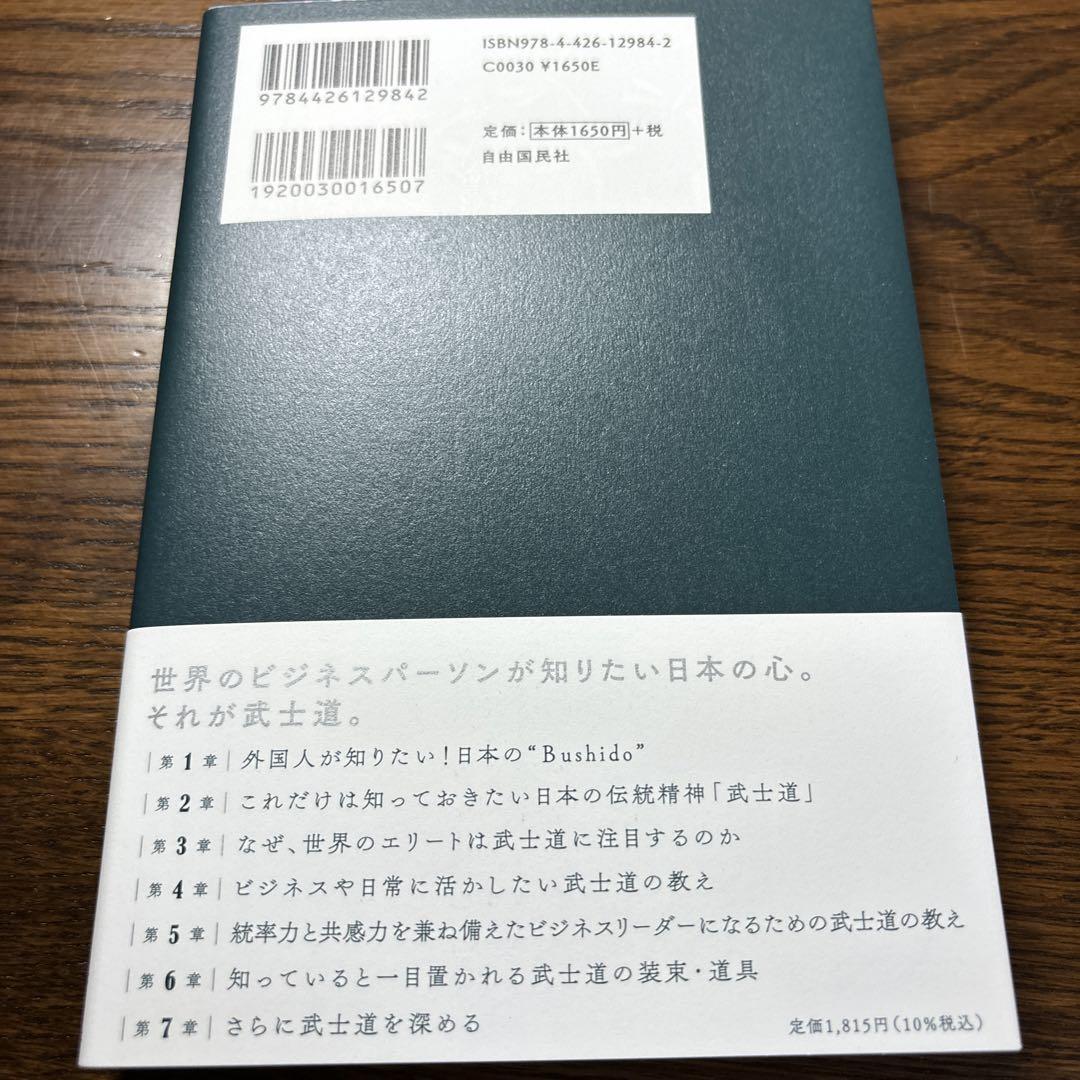 ISBN978-4-426-12984-2
C0030 ¥1650E
9784426129842
定価：本体1650円＋税
自由国民社
1920030016507
世界のビジネスパーソンが知りたい日本の心。
それが武士道。
第1章 外国人が知りたい！日本の“Bushido”
第2章 これだけは知っておきたい日本の伝統精神「武士道」
第3章 なぜ、世界のエリートは武士道に注目するのか
第4章 ビジネスや日常に活かしたい武士道の教え
第5章 統率力と共感力を兼ね備えたビジネスリーダーになるための武士道の教え
第6章 知っていると一目置かれる武士道の装束・道具
第7章 さらに武士道を深める
定価1,815円（10%税込）